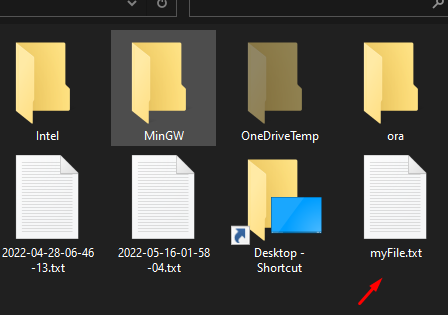 Intel
MinGW
OneDriveTemp
ora
2022-04-28-06-46
-13.txt
2022-05-16-01-58
-04.txt
Desktop -
Shortcut
myFile.txt